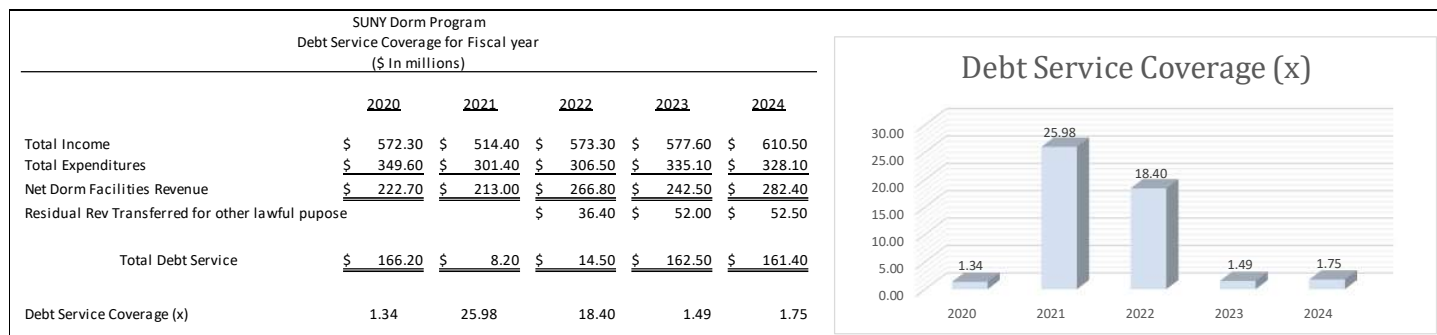 SUNY Dorm Program
Debt Service Coverage for Fiscal year
($ In millions)
2020 2021 2022 2023 2024
Total Income $ 572.30 $ 514.40 $ 573.30 $ 577.60 $ 610.50
Total Expenditures $ 349.60 $ 301.40 $ 306.50 $ 335.10 $ 328.10
Net Dorm Facilities Revenue $ 222.70 $ 213.00 $ 266.80 $ 242.50 $ 282.40
Residual Rev Transferred for other lawful pupose $ 36.40 $ 52.00 $ 52.50
Total Debt Service $ 166.20 $ 8.20 $ 14.50 $ 162.50 $ 161.40
Debt Service Coverage (x) 1.34 25.98 18.40 1.49 1.75
Debt Service Coverage (x)
30.00
25.00
20.00
15.00
10.00
5.00
0.00
1.34 25.98 18.40 1.49 1.75
2020 2021 2022 2023 2024